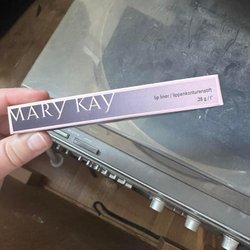 MARY KAY
lip liner / lippenkonturenstift
.28 g /